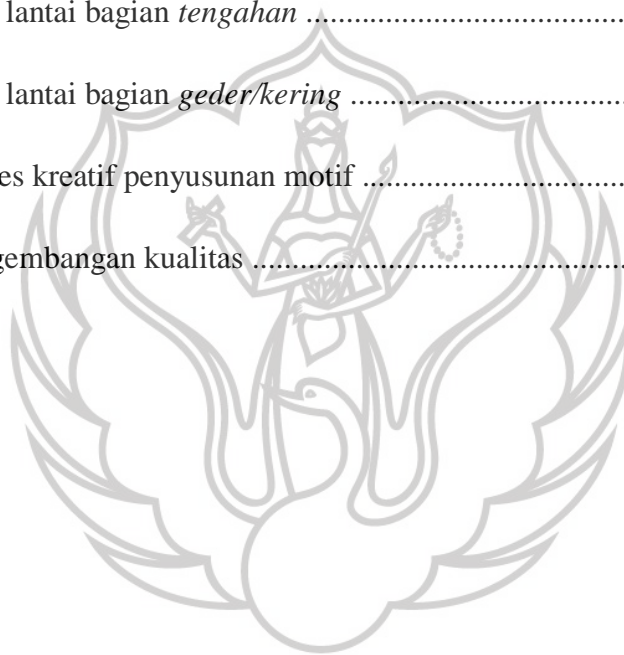 lantai bagian tengahan ..................................................
lantai bagian geder/kering ............................................
es kreatif penyusunan motif ..........................................
gembangan kualitas .........................................................